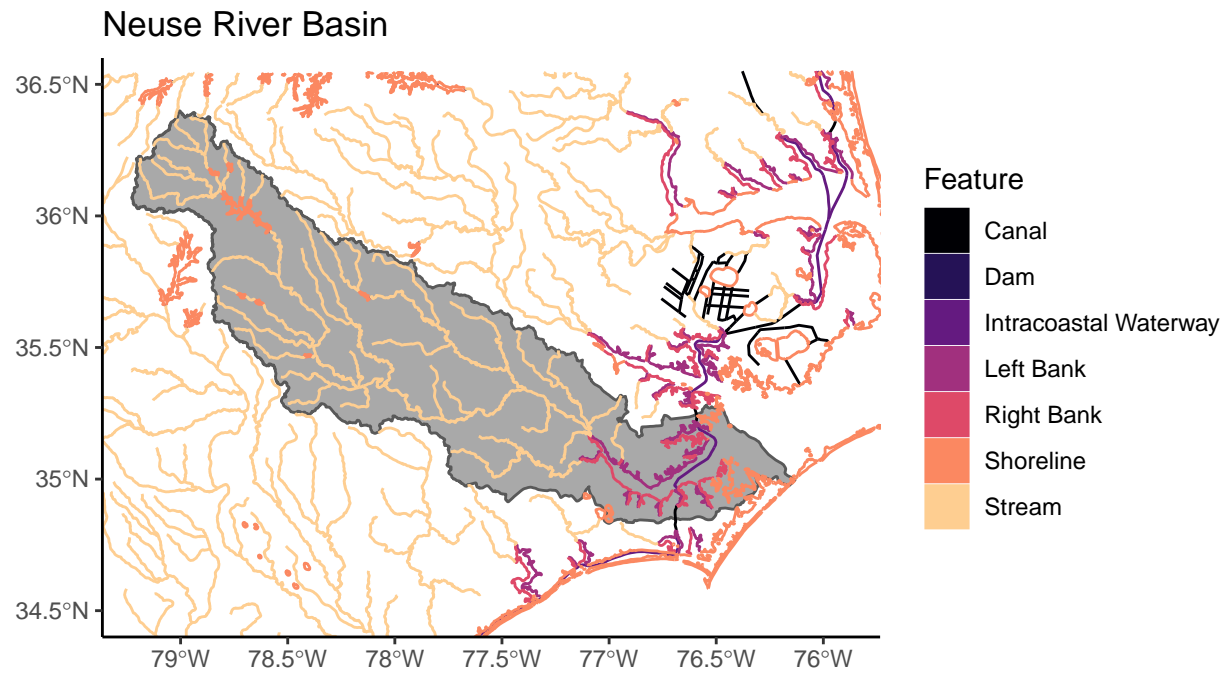 Neuse River Basin
36.5°N
36°N
35.5°N
35°N
34.5°N
79°W
78.5°W
78°W
77.5°W
77°W
76.5°W
76°W
Feature
Canal
Dam
Intracoastal Waterway
Left Bank
Right Bank
Shoreline
Stream